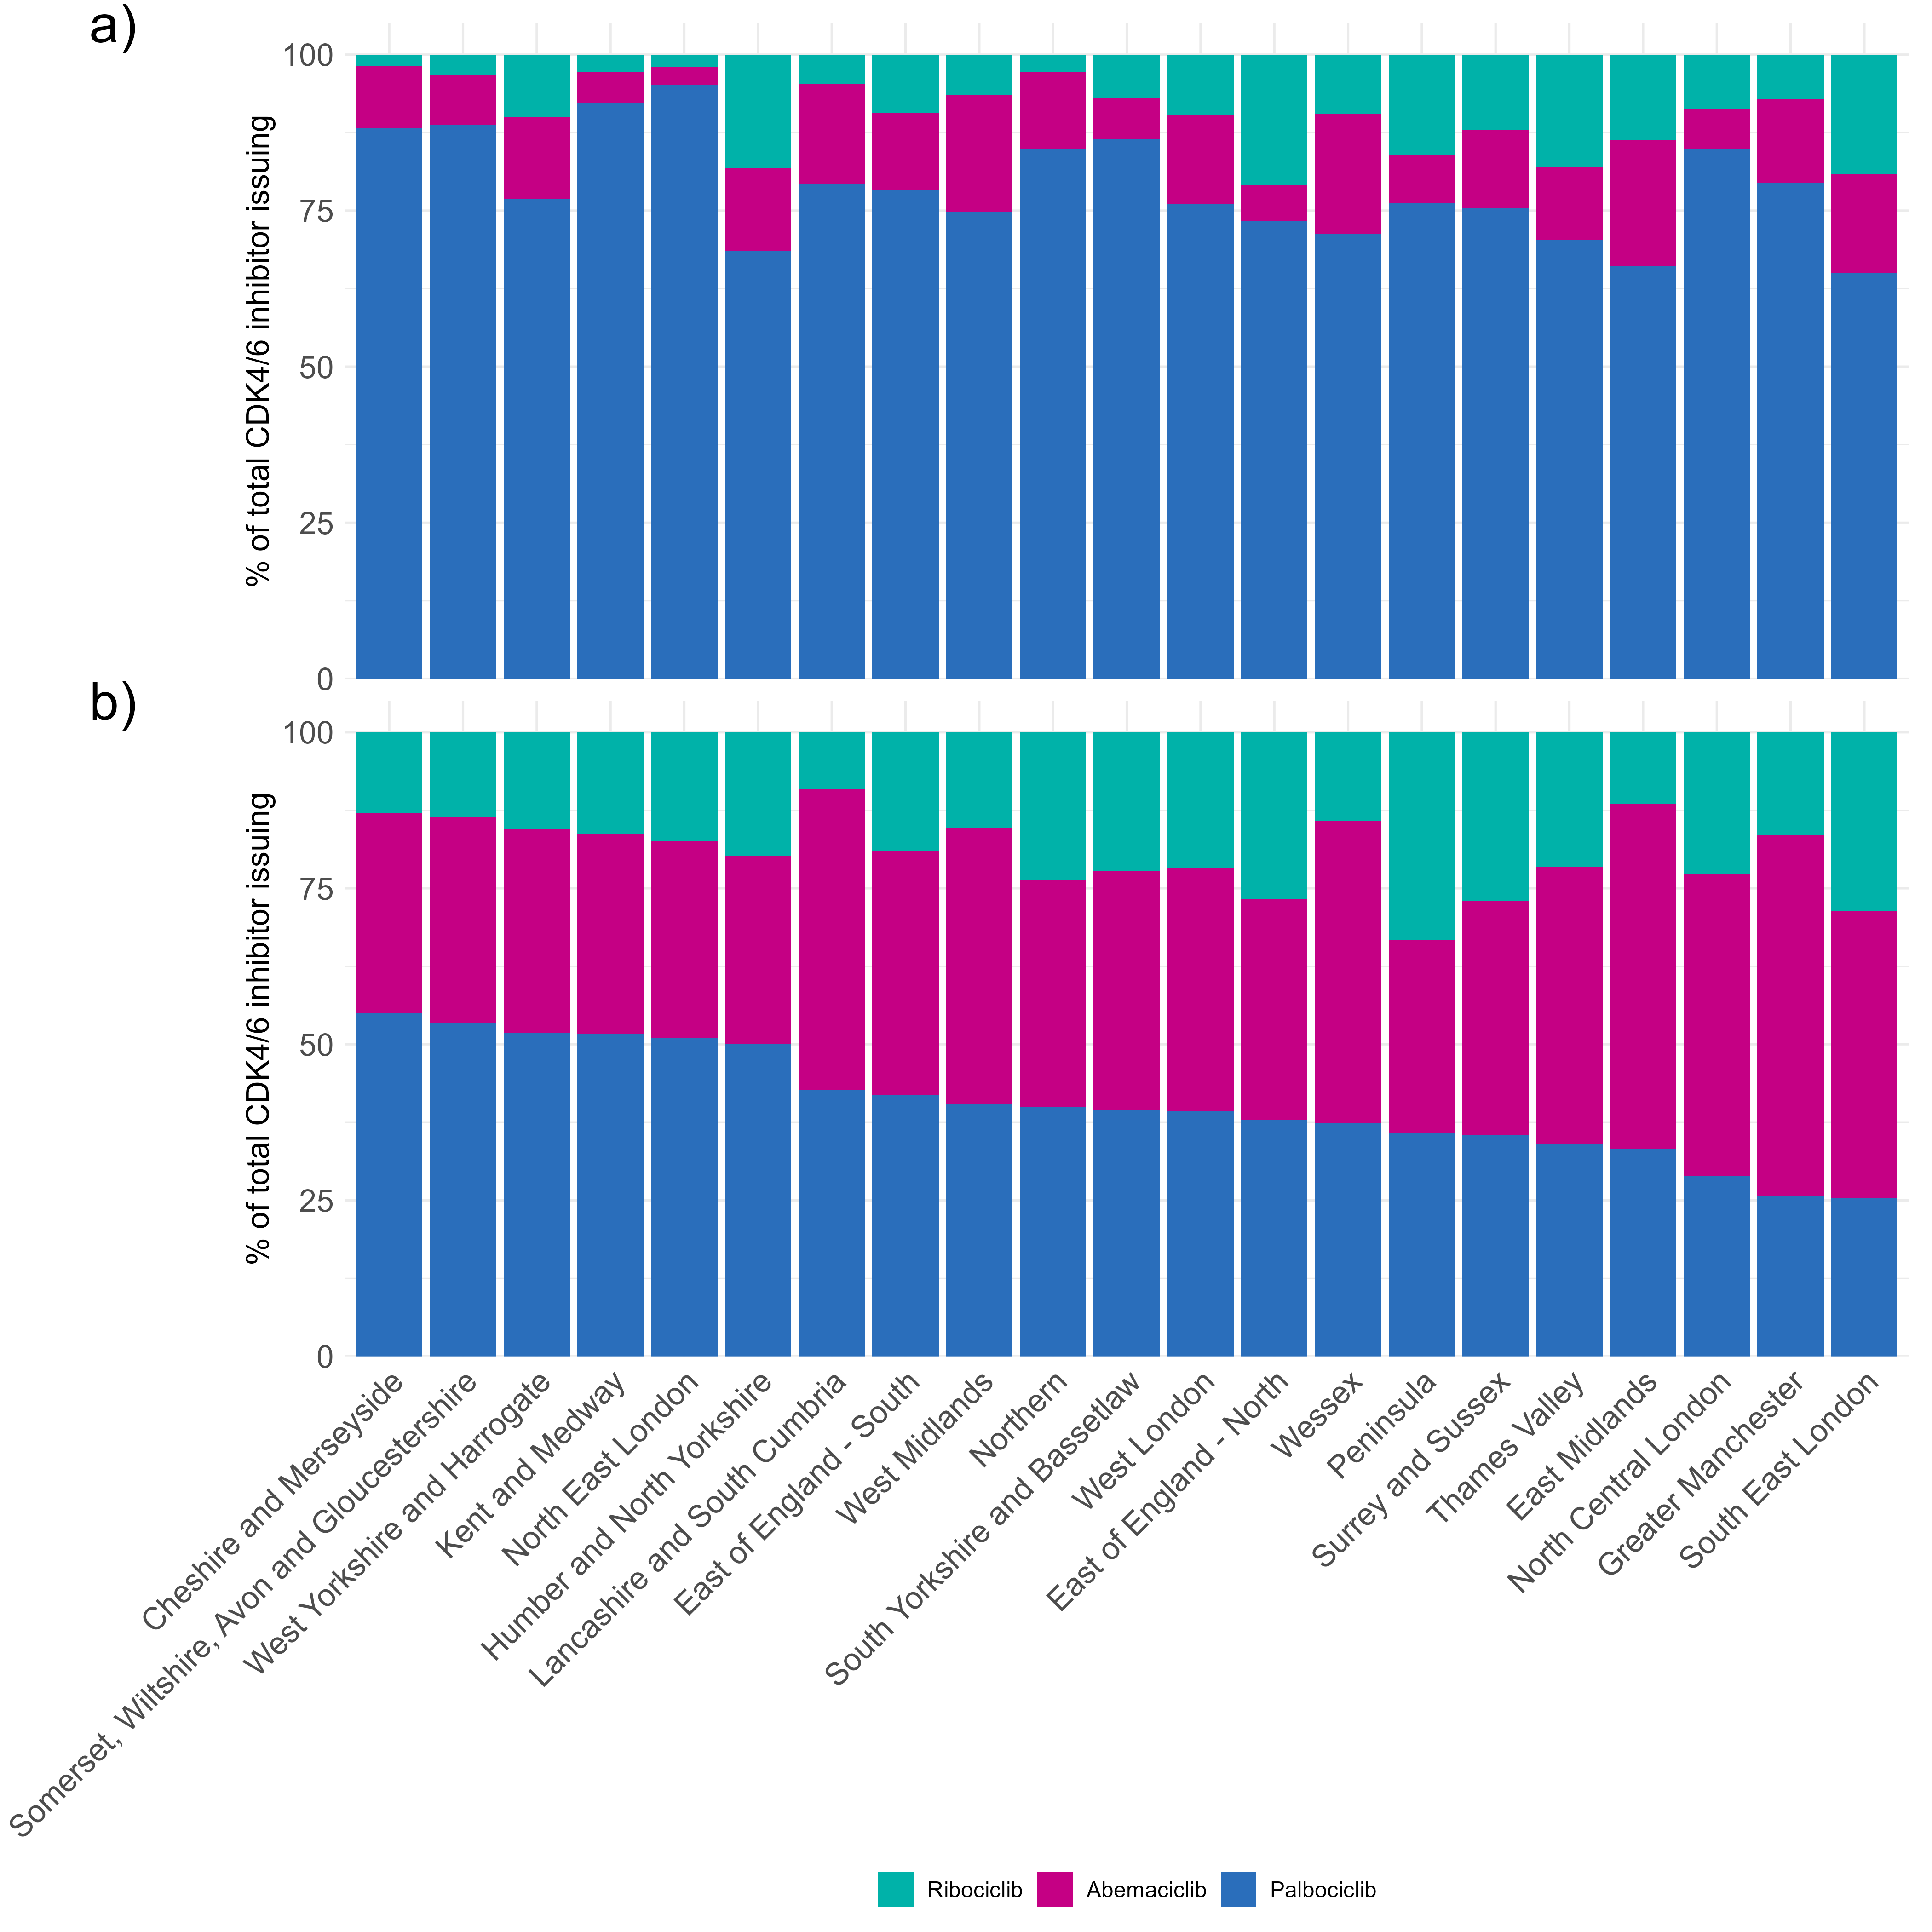 a)
% of total CDK4/6 inhibitor issuing
100
75
50
25
0
b)
% of total CDK4/6 inhibitor issuing
100
75
50
25
0
Cheshire and Merseyside
Somerset, Wiltshire, Avon and Gloucestershire
West Yorkshire and Harrogate
Kent and Medway
North East London
Humber and North Yorkshire
Lancashire and South Cumbria
East of England - South
West Midlands
Northern
South Yorkshire and Bassetlaw
West London
East of England - North
Wessex
Peninsula
Surrey and Sussex
Thames Valley
East Midlands
North Central London
Greater Manchester
South East London
Ribociclib
Abemaciclib
Palbociclib